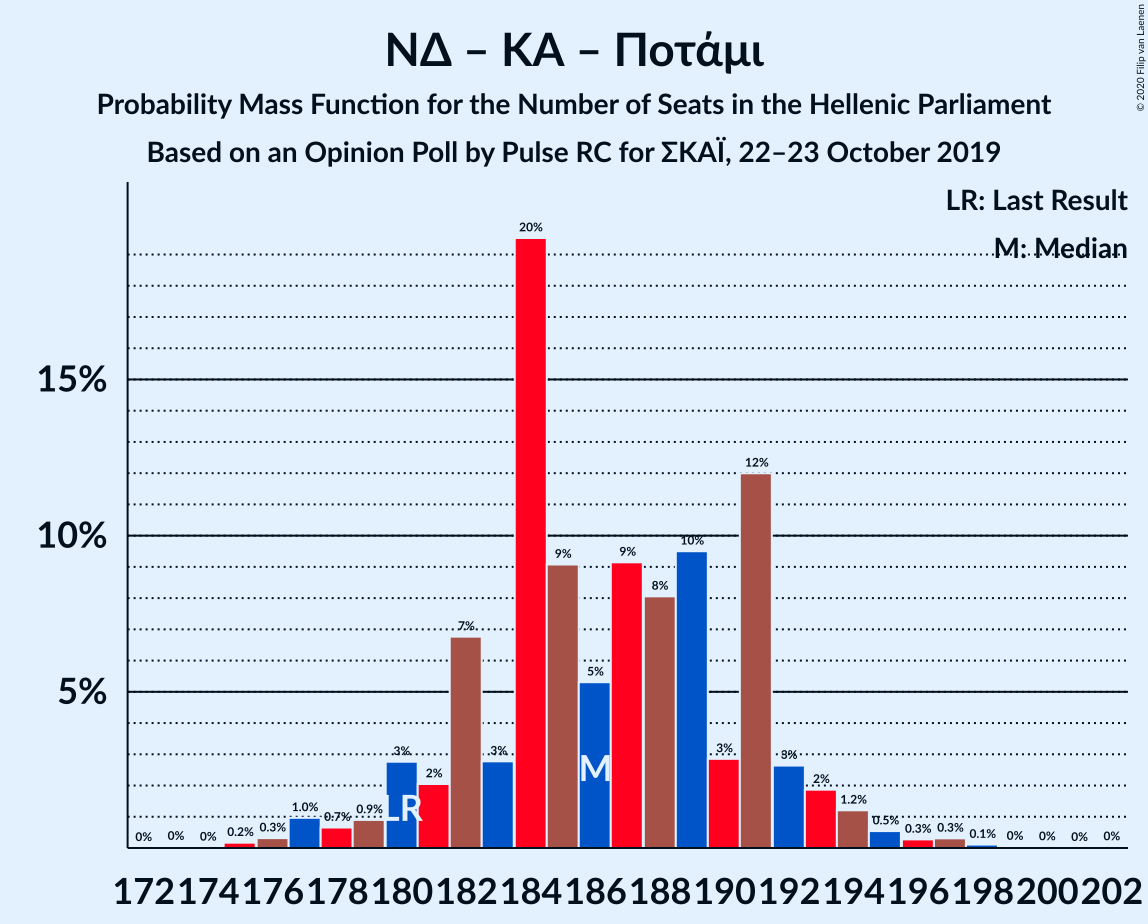 ΝΔ – ΚΑ – Ποτάμι
Probability Mass Function for the Number of Seats in the Hellenic Parliament
Based on an Opinion Poll by Pulse RC for ΣΚΑΪ, 22–23 October 2019
© 2020 Filip van Laenen
LR: Last Result
M: Median
15%
10%
5%
0% 0% 0% 0.2% 0.3% 1.0% 0.7% 0.9% 3% 2% 7% 3% 20% 9% 5% 9% 8% 10% 3% 12% 3% 2% 1.2% 0.5% 0.3% 0.3% 0.1% 0% 0% 0% 0%
LR
M
172 174 176 178 180 182 184 186 188 190 192 194 196 198 200 202